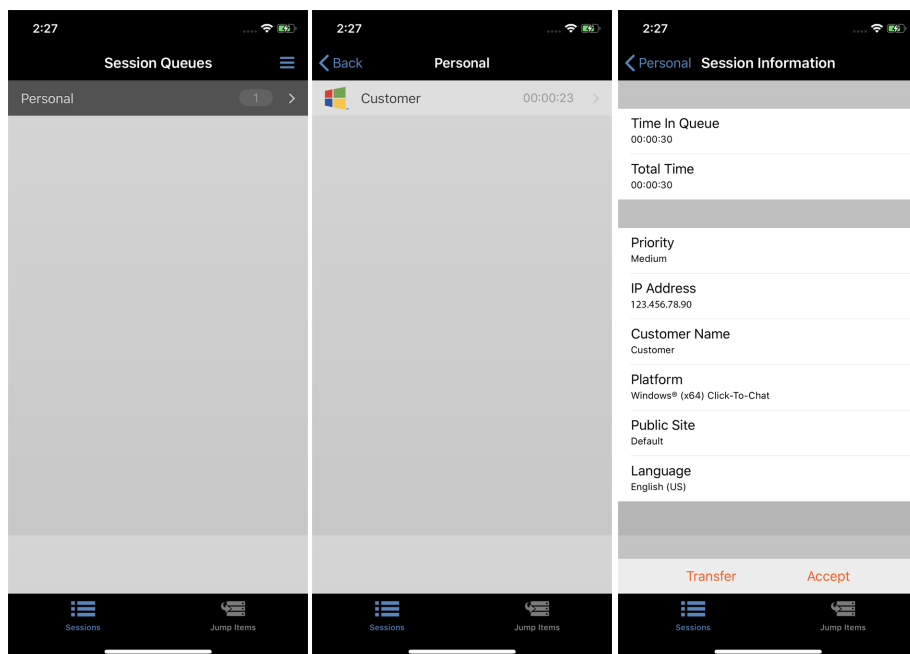 2:27
Session Queues
Personal 1
Sessions Jump Items
2:27
Back Personal
Customer 00:00:23
Sessions Jump Items
2:27
Personal Session Information
Time In Queue
00:00:30
Total Time
00:00:30
Priority
Medium
IP Address
123.456.78.90
Customer Name
Customer
Platform
Windows® (x64) Click-To-Chat
Public Site
Default
Language
English (US)
Transfer Accept
Sessions Jump Items